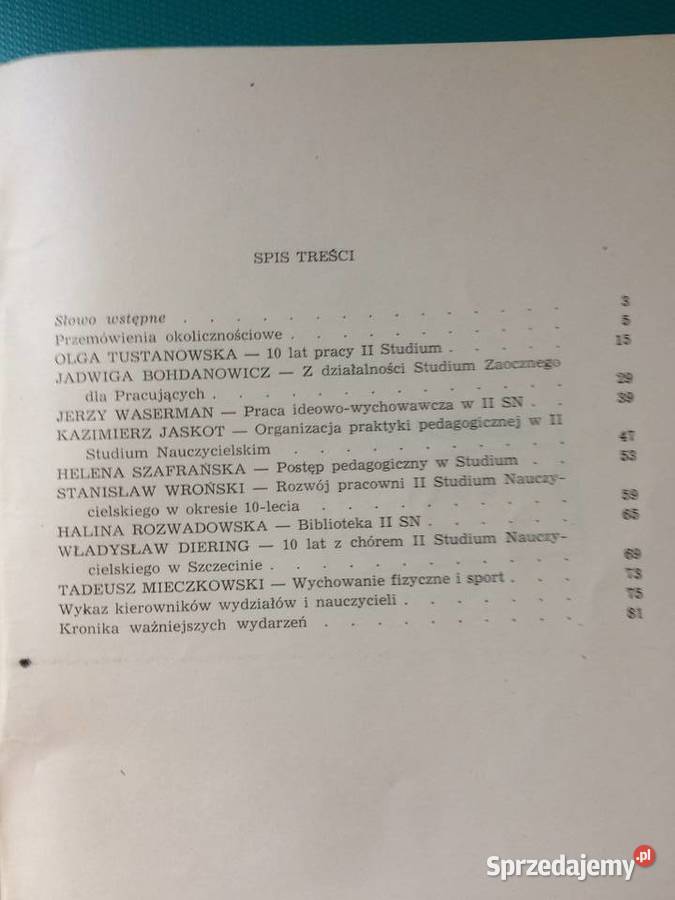 SPIS TREŚCI
Słowo wstępne . . . . . . . . . . . . . . . 3
Przemówienia okolicznościowe . . . . . . . . . . . 5
OLGA TUSTANOWSKA — 10 lat pracy II Studium . . . . . 15
JADWIGA BOHDANOWICZ — Z działalności Studium Zaocznego
dla Pracujących . . . . . . . . . . . . . . 29
JERZY WASERMAN — Praca ideowo-wychowawcza w II SN . . 39
KAZIMIERZ JASKOT — Organizacja praktyki pedagogicznej w II
Studium Nauczycielskim . . . . . . . . . . . 47
HELENA SZAFRAŃSKA — Postęp pedagogiczny w Studium . . 53
STANISŁAW WROŃSKI — Rozwój pracowni II Studium Nauczy-
cielskiego w okresie 10-lecia . . . . . . . . . . 59
HALINA ROZWADOWSKA — Biblioteka II SN . . . . . . 65
WŁADYSŁAW DIERING — 10 lat z chórem II Studium Nauczy-
cielskiego w Szczecinie . . . . . . . . . . . . 69
TADEUSZ MIECZKOWSKI — Wychowanie fizyczne i sport . . . 73
Wykaz kierowników wydziałów i nauczycieli . . . . . . . 75
Kronika ważniejszych wydarzeń . . . . . . . . . . 81
Sprzedajemy.pl